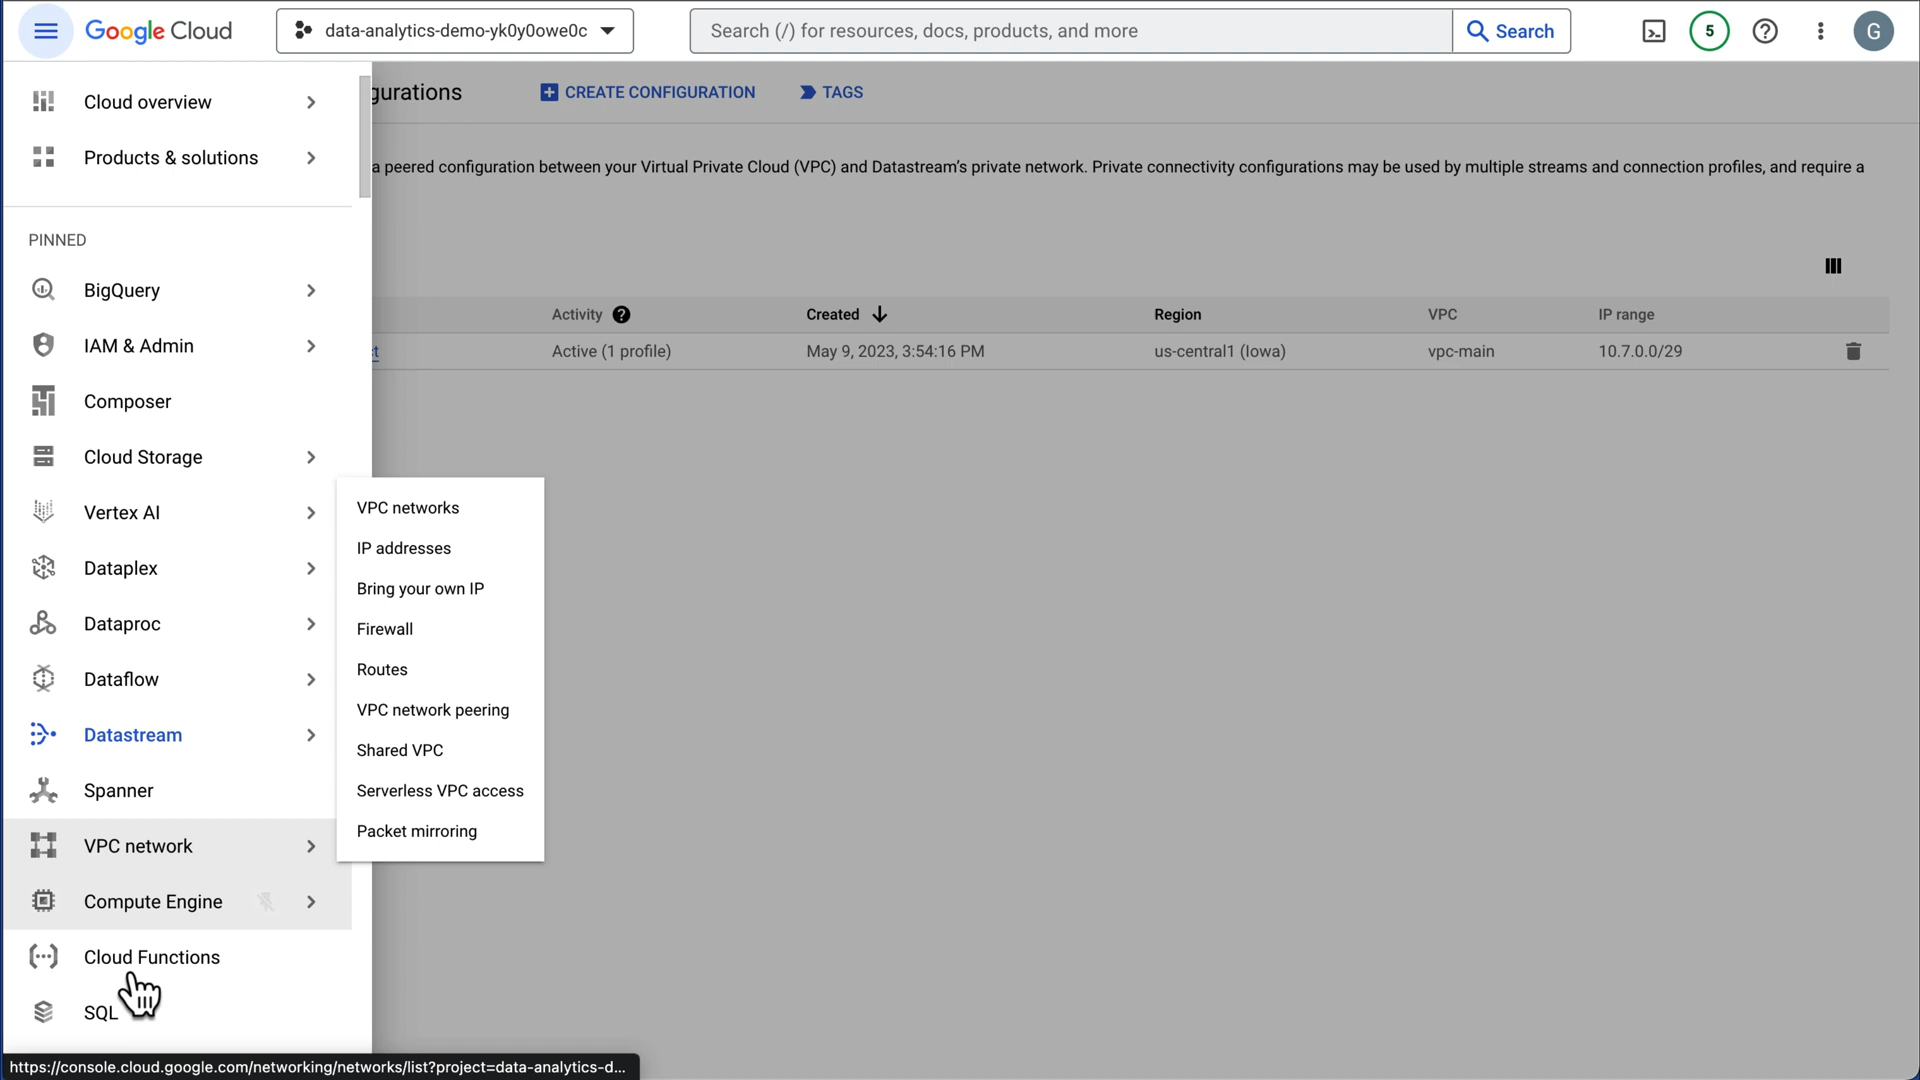 Google Cloud
data-analytics-demo-yk0y0owe0c
Search (/) for resources, docs, products, and more
Search
5
G
Cloud overview
Products & solutions
PINNED
BigQuery
IAM & Admin
Composer
Cloud Storage
Vertex AI
Dataplex
Dataproc
Dataflow
Datastream
Spanner
VPC network
Compute Engine
Cloud Functions
SQL
VPC networks
IP addresses
Bring your own IP
Firewall
Routes
VPC network peering
Shared VPC
Serverless VPC access
Packet mirroring
gurations
CREATE CONFIGURATION
TAGS
a peered configuration between your Virtual Private Cloud (VPC) and Datastream's private network. Private connectivity configurations may be used by multiple streams and connection profiles, and require a
Activity ? Created Region VPC IP range
ct Active (1 profile) May 9, 2023, 3:54:16 PM us-central1 (Iowa) vpc-main 10.7.0.0/29
https://console.cloud.google.com/networking/networks/list?project=data-analytics-d...